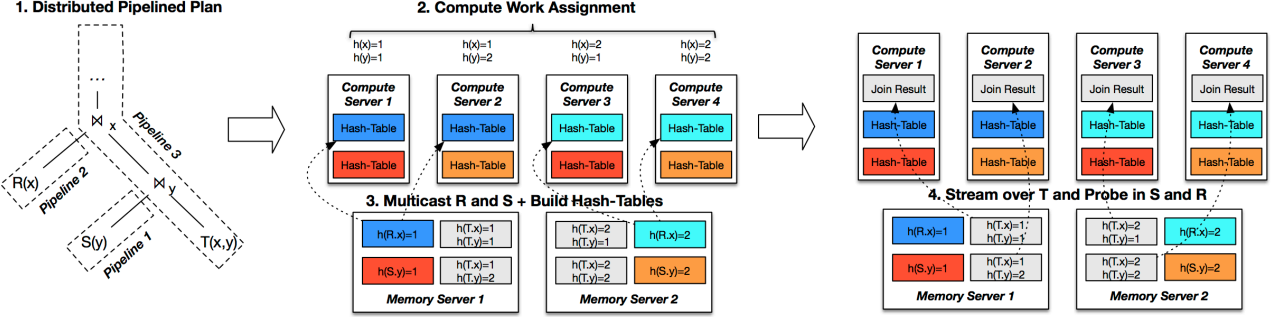 1. Distributed Pipelined Plan
...
⋈ x
Pipeline 3
R(x)
Pipeline 2
⋈ y
S(y)
Pipeline 1
T(x,y)
2. Compute Work Assignment
h(x)=1
h(y)=1
h(x)=1
h(y)=2
h(x)=2
h(y)=1
h(x)=2
h(y)=2
Compute
Server 1
Hash-Table
Hash-Table
Compute
Server 2
Hash-Table
Hash-Table
Compute
Server 3
Hash-Table
Hash-Table
Compute
Server 4
Hash-Table
Hash-Table
3. Multicast R and S + Build Hash-Tables
h(R.x)=1
h(T.x)=1
h(T.y)=1
h(S.y)=1
h(T.x)=1
h(T.y)=2
Memory Server 1
h(T.x)=2
h(T.y)=1
h(R.x)=2
h(T.x)=2
h(T.y)=2
h(S.y)=2
Memory Server 2
Compute
Server 1
Join Result
Hash-Table
Hash-Table
Compute
Server 2
Join Result
Hash-Table
Hash-Table
Compute
Server 3
Join Result
Hash-Table
Hash-Table
Compute
Server 4
Join Result
Hash-Table
Hash-Table
4. Stream over T and Probe in S and R
h(R.x)=1
h(T.x)=1
h(T.y)=1
h(S.y)=1
h(T.x)=1
h(T.y)=2
Memory Server 1
h(T.x)=2
h(T.y)=1
h(R.x)=2
h(T.x)=2
h(T.y)=2
h(S.y)=2
Memory Server 2